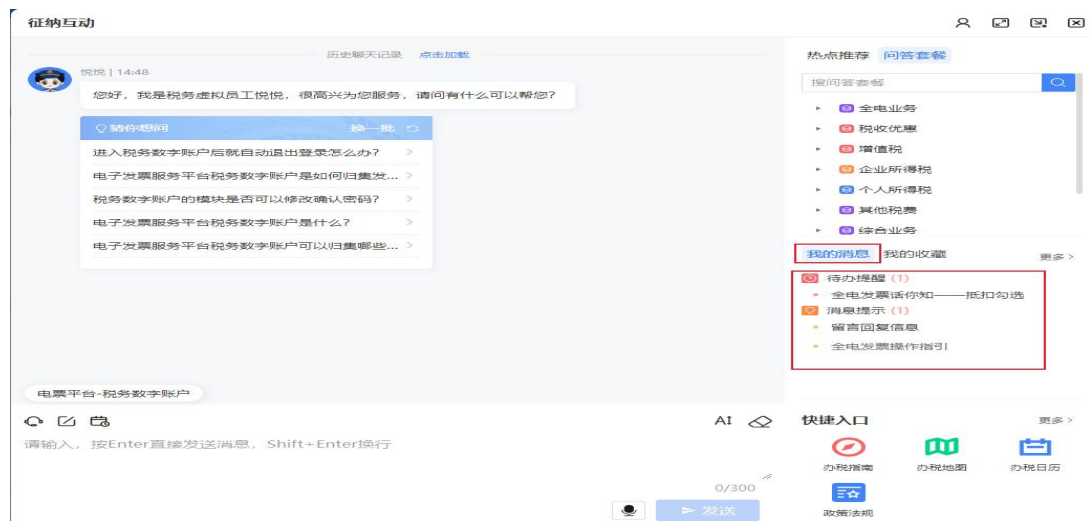 征纳互动
历史聊天记录 点击加载
悦悦 | 14:48
您好，我是税务虚拟员工悦悦，很高兴为您服务，请问有什么可以帮您？
猜你想问 换一批
进入税务数字账户后就自动退出登录怎么办？
电子发票服务平台税务数字账户是如何归集发...
税务数字账户的模块是否可以修改确认密码？
电子发票服务平台税务数字账户是什么？
电子发票服务平台税务数字账户可以归集哪些...
电票平台-税务数字账户
AI
请输入，按Enter直接发送消息，Shift+Enter换行
0/300
发送
热点推荐 问答套餐
搜问答套餐
全电业务
税收优惠
增值税
企业所得税
个人所得税
其他税费
综合业务
我的消息 我的收藏 更多 >
待办提醒 (1)
全电发票话你知——抵扣勾选
消息提示 (1)
留言回复信息
全电发票操作指引
快捷入口 更多 >
办税指南 办税地图 办税日历
政策法规